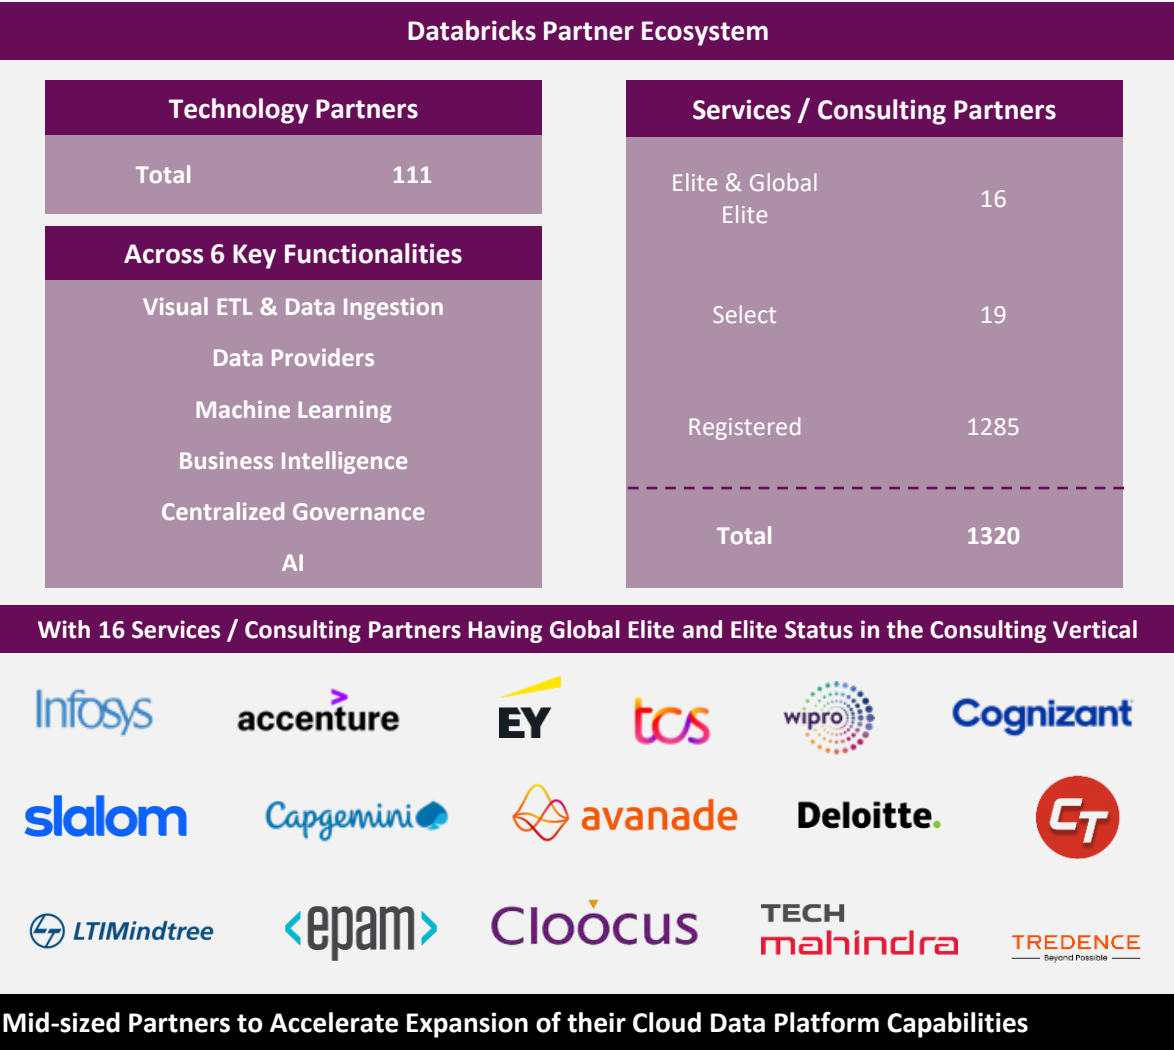 Databricks Partner Ecosystem
Technology Partners
Total 111
Across 6 Key Functionalities
Visual ETL & Data Ingestion
Data Providers
Machine Learning
Business Intelligence
Centralized Governance
AI
Services / Consulting Partners
Elite & Global
Elite
16
Select 19
Registered 1285
Total 1320
With 16 Services / Consulting Partners Having Global Elite and Elite Status in the Consulting Vertical
Infosys accenture EY tcs wipro Cognizant
slalom Capgemini avanade Deloitte. CT
LTIMindtree <epam> Cloocus TECH
mahindra
TREDENCE
Beyond Possible
Mid-sized Partners to Accelerate Expansion of their Cloud Data Platform Capabilities